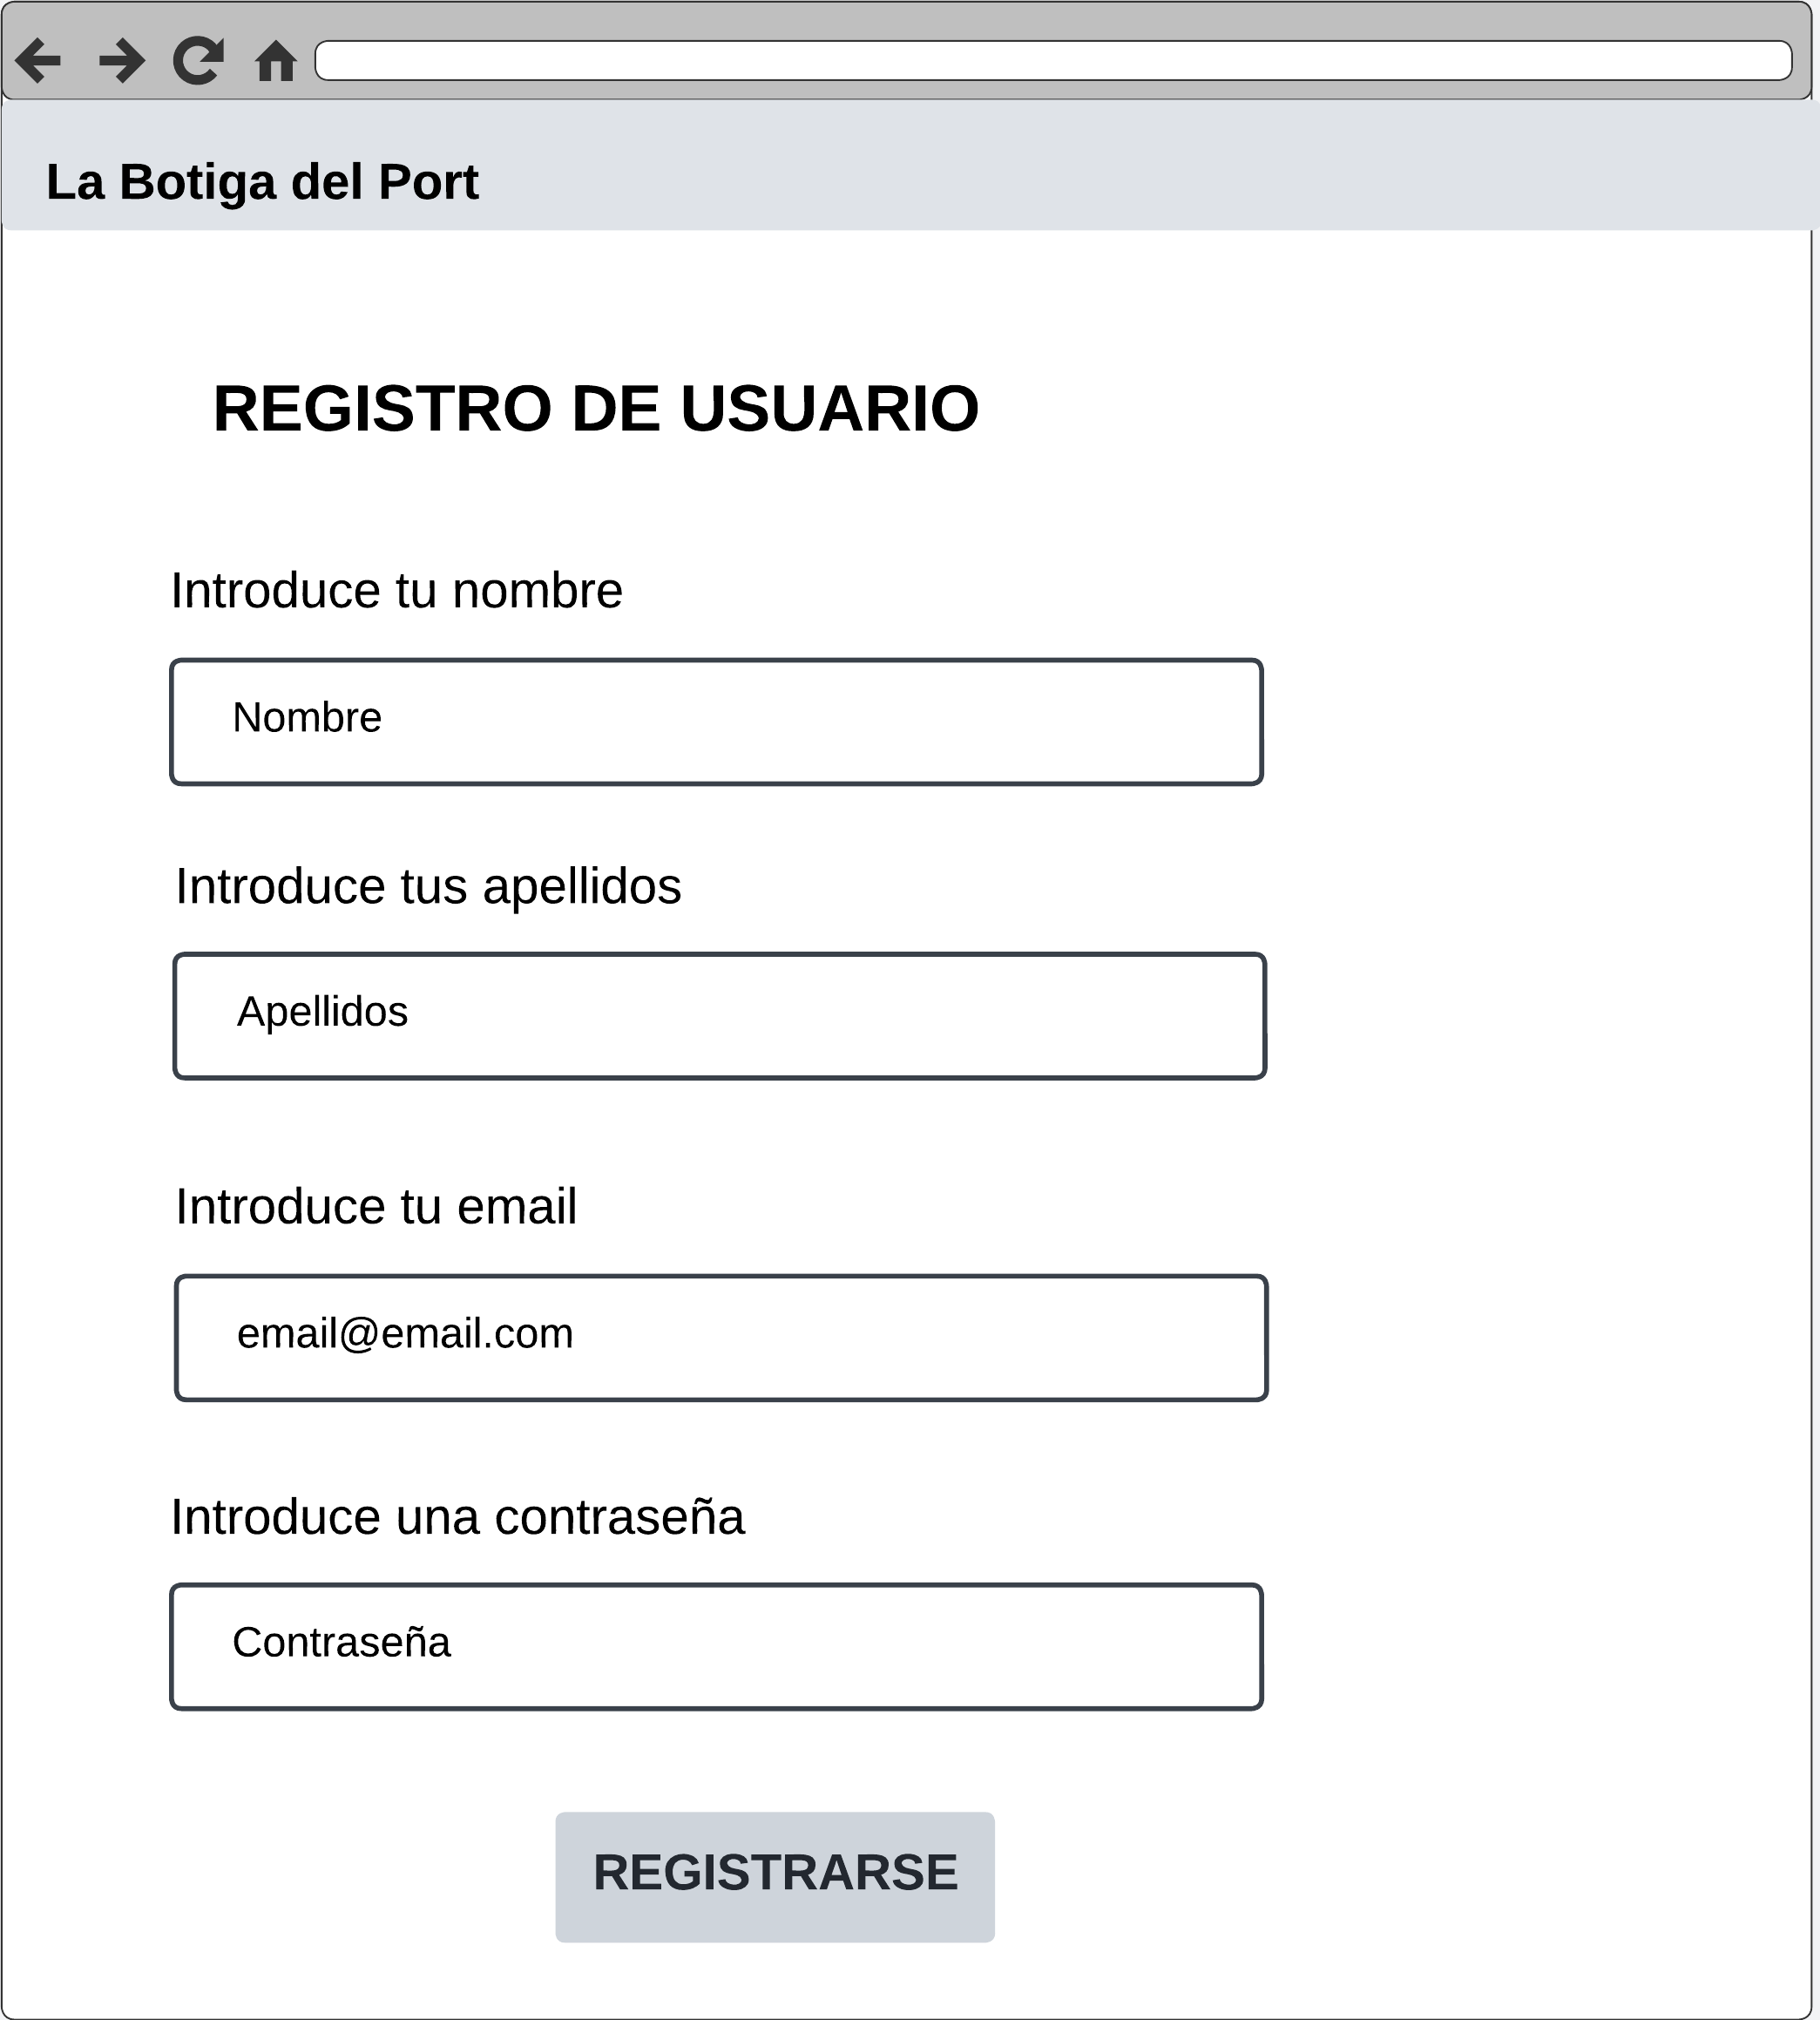 La Botiga del Port
REGISTRO DE USUARIO
Introduce tu nombre
Nombre
Introduce tus apellidos
Apellidos
Introduce tu email
email@email.com
Introduce una contraseña
Contraseña
REGISTRARSE